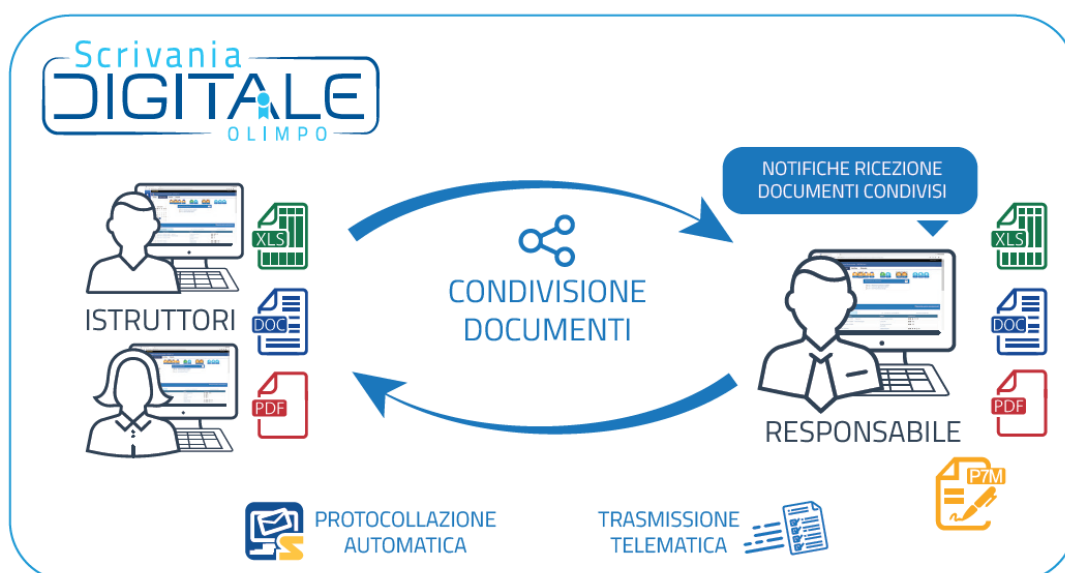 Scrivania
DIGITALE
OLIMPO
NOTIFICHE RICEZIONE
DOCUMENTI CONDIVISI
XLS
DOC
PDF
ISTRUTTORI
CONDIVISIONE
DOCUMENTI
XLS
DOC
PDF
RESPONSABILE
P7M
PROTOCOLLAZIONE
AUTOMATICA
TRASMISSIONE
TELEMATICA